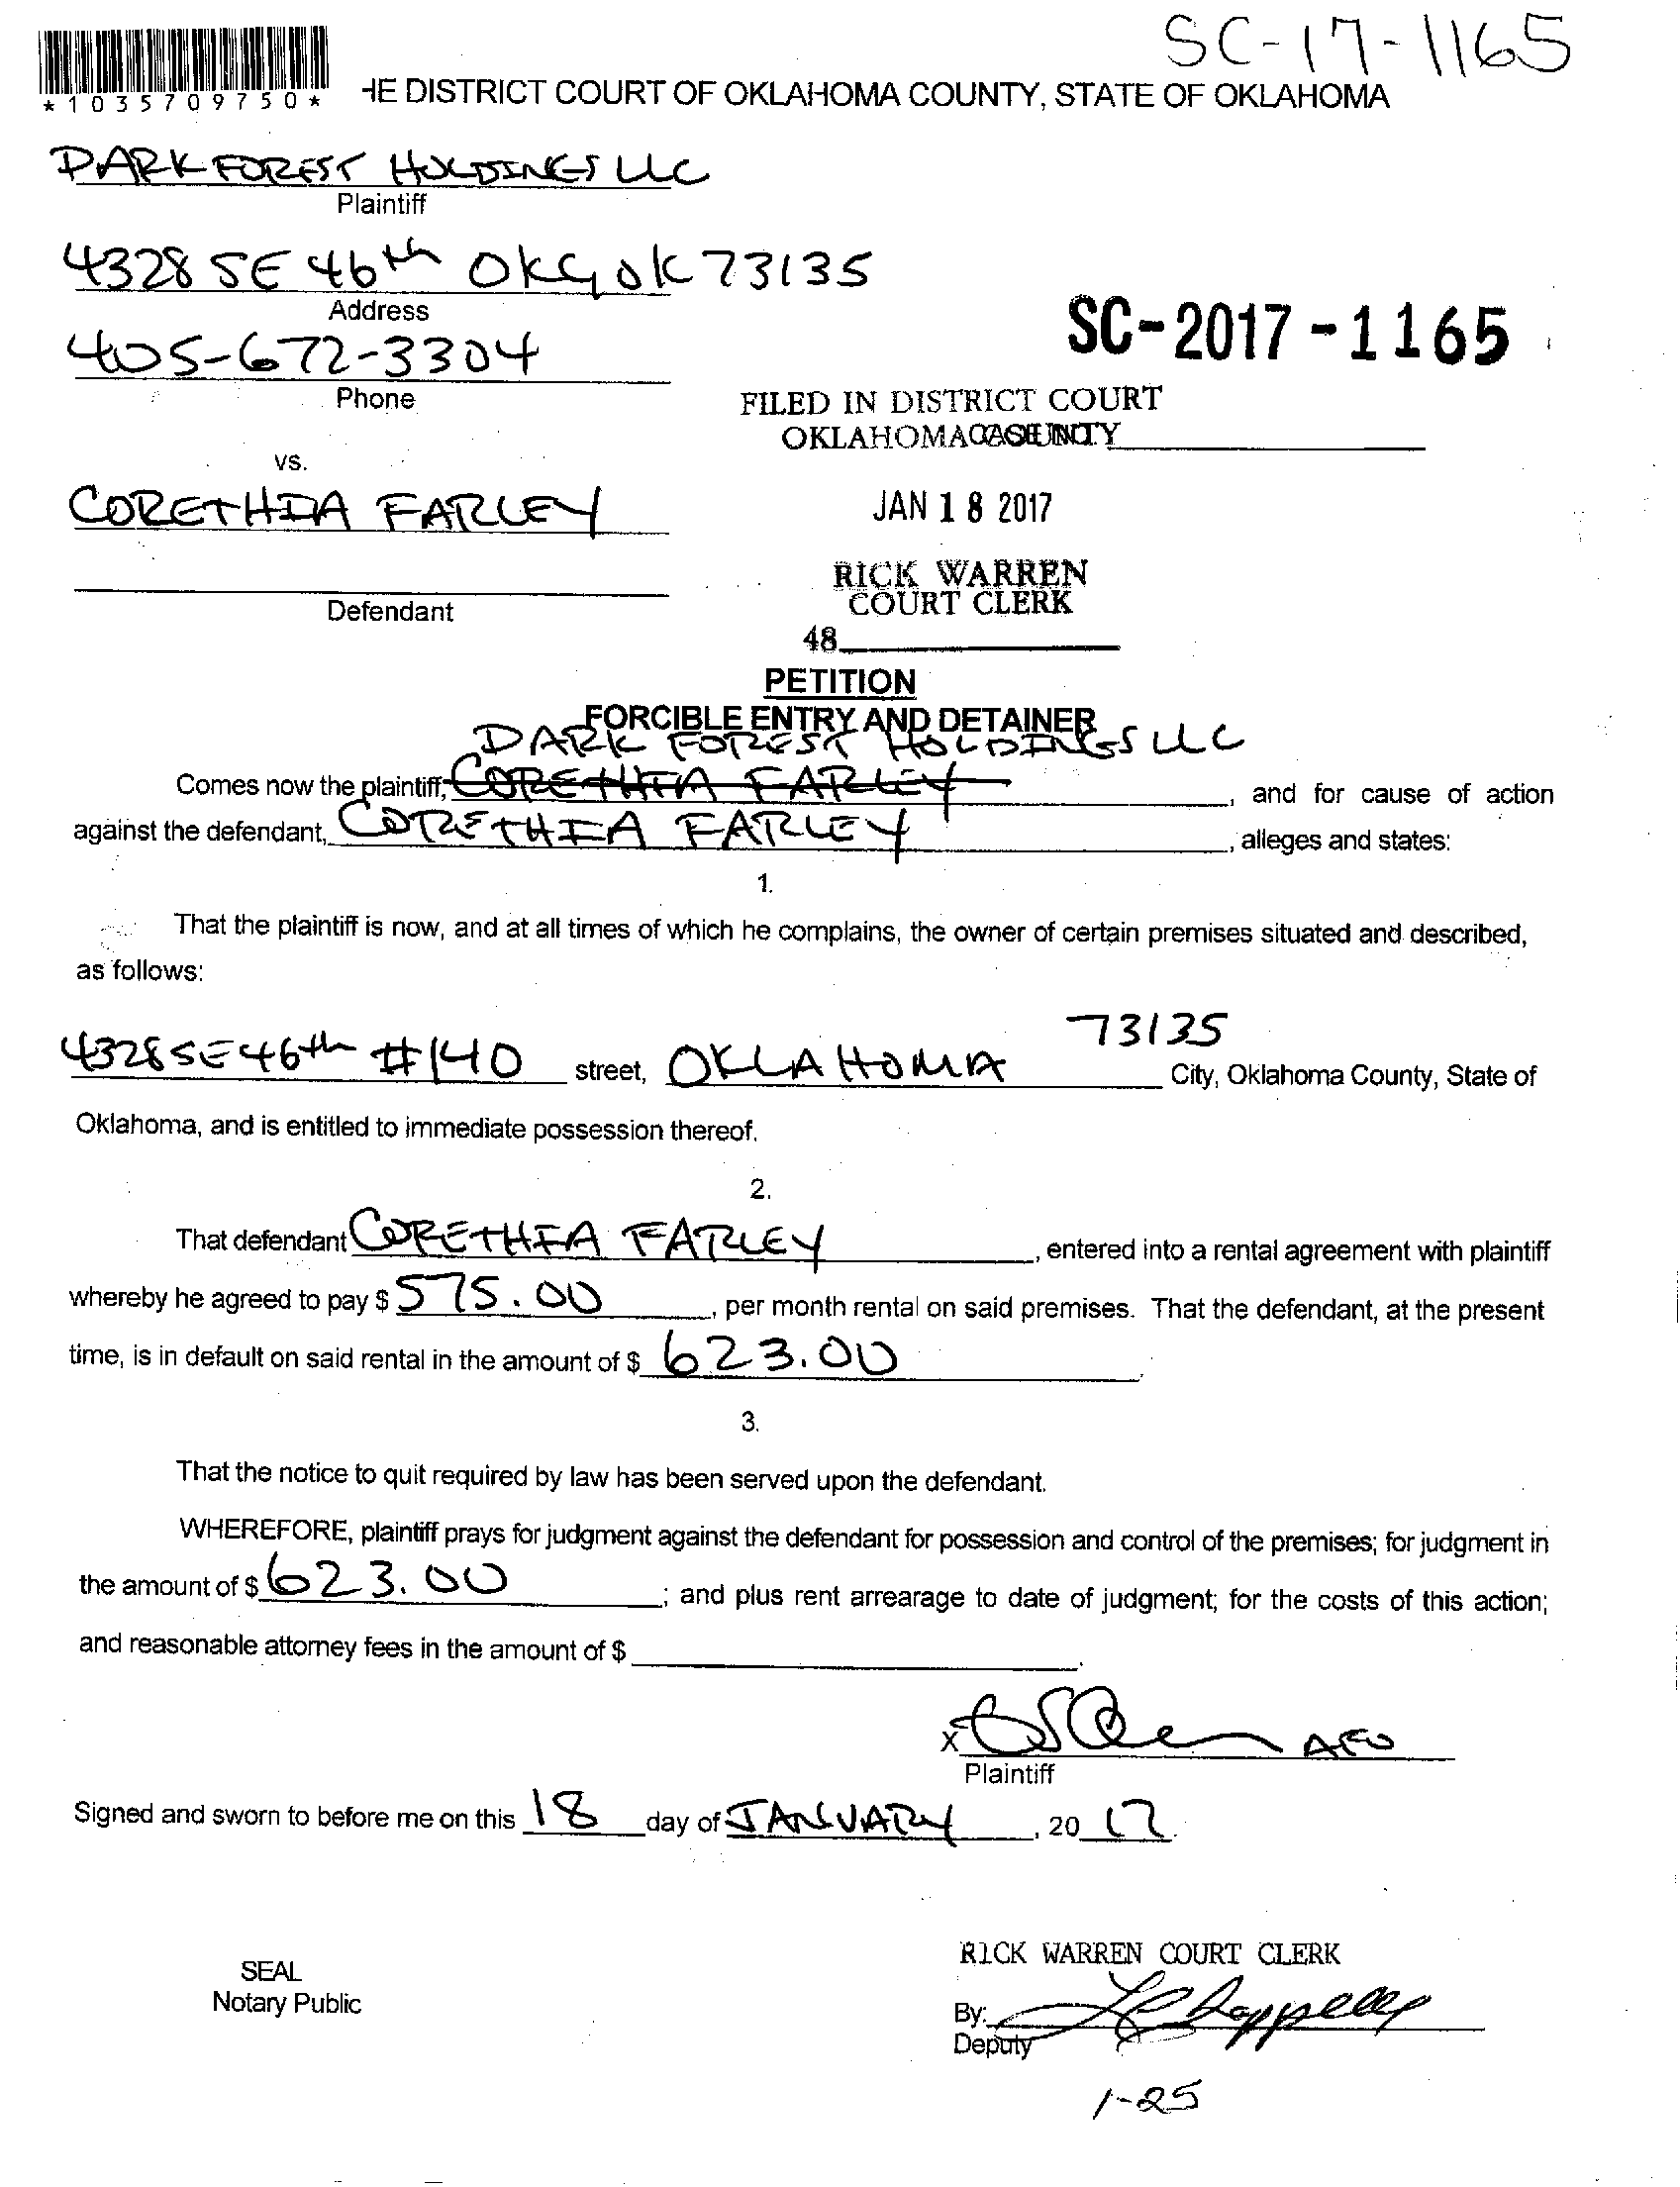 SC-17-1165
*1035709750*
HE DISTRICT COURT OF OKLAHOMA COUNTY, STATE OF OKLAHOMA
PARK FOREST HOLDINGS LLC
Plaintiff
4328 SE 46th OKC, OK 73135
Address
405-672-3304
Phone
SC-2017-1165
FILED IN DISTRICT COURT
OKLAHOMA COUNTY
vs.
CORETHIA FARLEY
JAN 18 2017
RICK WARREN
COURT CLERK
Defendant
48
PETITION
FORCIBLE ENTRY AND DETAINER
PARK FOREST HOLDINGS LLC
Comes now the plaintiff, CORETHIA FARLEY, and for cause of action
against the defendant, CORETHIA FARLEY, alleges and states:
1.
That the plaintiff is now, and at all times of which he complains, the owner of certain premises situated and described,
as follows:
73135
4328 SE 46th #140 street, OKLAHOMA City, Oklahoma County, State of
Oklahoma, and is entitled to immediate possession thereof.
2.
That defendant CORETHIA FARLEY, entered into a rental agreement with plaintiff
whereby he agreed to pay $ 575.00, per month rental on said premises. That the defendant, at the present
time, is in default on said rental in the amount of $ 623.00.
3.
That the notice to quit required by law has been served upon the defendant.
WHEREFORE, plaintiff prays for judgment against the defendant for possession and control of the premises; for judgment in
the amount of $ 623.00; and plus rent arrearage to date of judgment; for the costs of this action;
and reasonable attorney fees in the amount of $ .
X
Plaintiff
Signed and sworn to before me on this 18 day of JANUARY, 20 17.
SEAL
Notary Public
RICK WARREN COURT CLERK
By:
Deputy
1-25